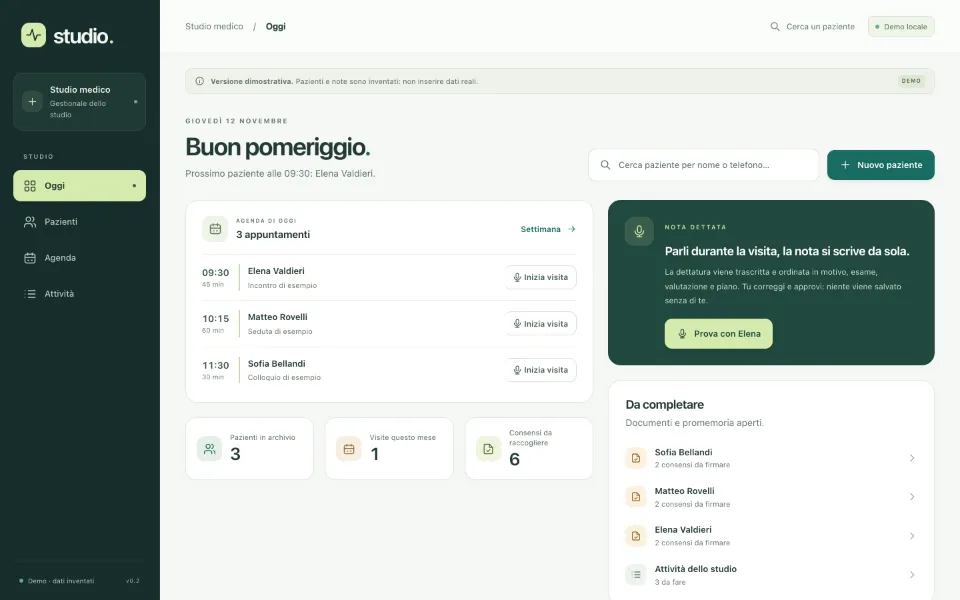 studio.
Studio medico
Gestionale dello
studio
STUDIO
Oggi
Pazienti
Agenda
Attività
Demo · dati inventati
v0.2
Studio medico / Oggi
Cerca un paziente
Demo locale
Versione dimostrativa. Pazienti e note sono inventati: non inserire dati reali.
DEMO
GIOVEDÌ 12 NOVEMBRE
Buon pomeriggio.
Prossimo paziente alle 09:30: Elena Valdieri.
Cerca paziente per nome o telefono...
Nuovo paziente
AGENDA DI OGGI
3 appuntamenti
Settimana
09:30 Elena Valdieri
45 min Incontro di esempio
Inizia visita
10:15 Matteo Rovelli
60 min Seduta di esempio
Inizia visita
11:30 Sofia Bellandi
30 min Colloquio di esempio
Inizia visita
Pazienti in archivio
3
Visite questo mese
1
Consensi da
raccogliere
6
NOTA DETTATA
Parli durante la visita, la nota si scrive da sola.
La dettatura viene trascritta e ordinata in motivo, esame,
valutazione e piano. Tu correggi e approvi: niente viene salvato
senza di te.
Prova con Elena
Da completare
Documenti e promemoria aperti.
Sofia Bellandi
2 consensi da firmare
Matteo Rovelli
2 consensi da firmare
Elena Valdieri
2 consensi da firmare
Attività dello studio
3 da fare